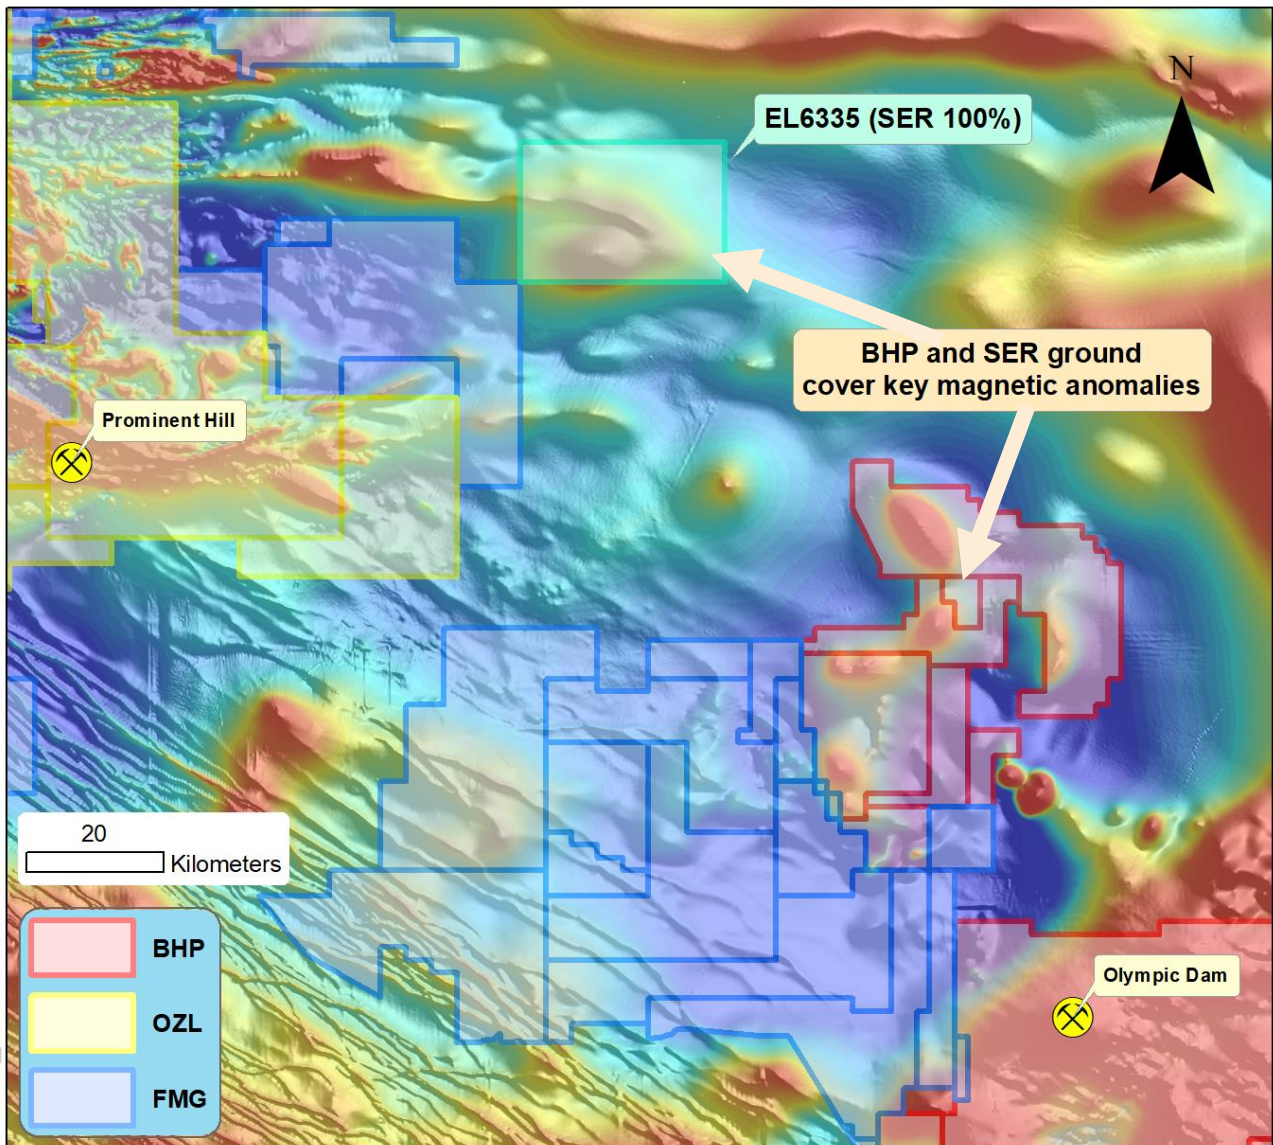 N
EL6335 (SER 100%)
BHP and SER ground
cover key magnetic anomalies
Prominent Hill
20
Kilometers
BHP
OZL
FMG
Olympic Dam